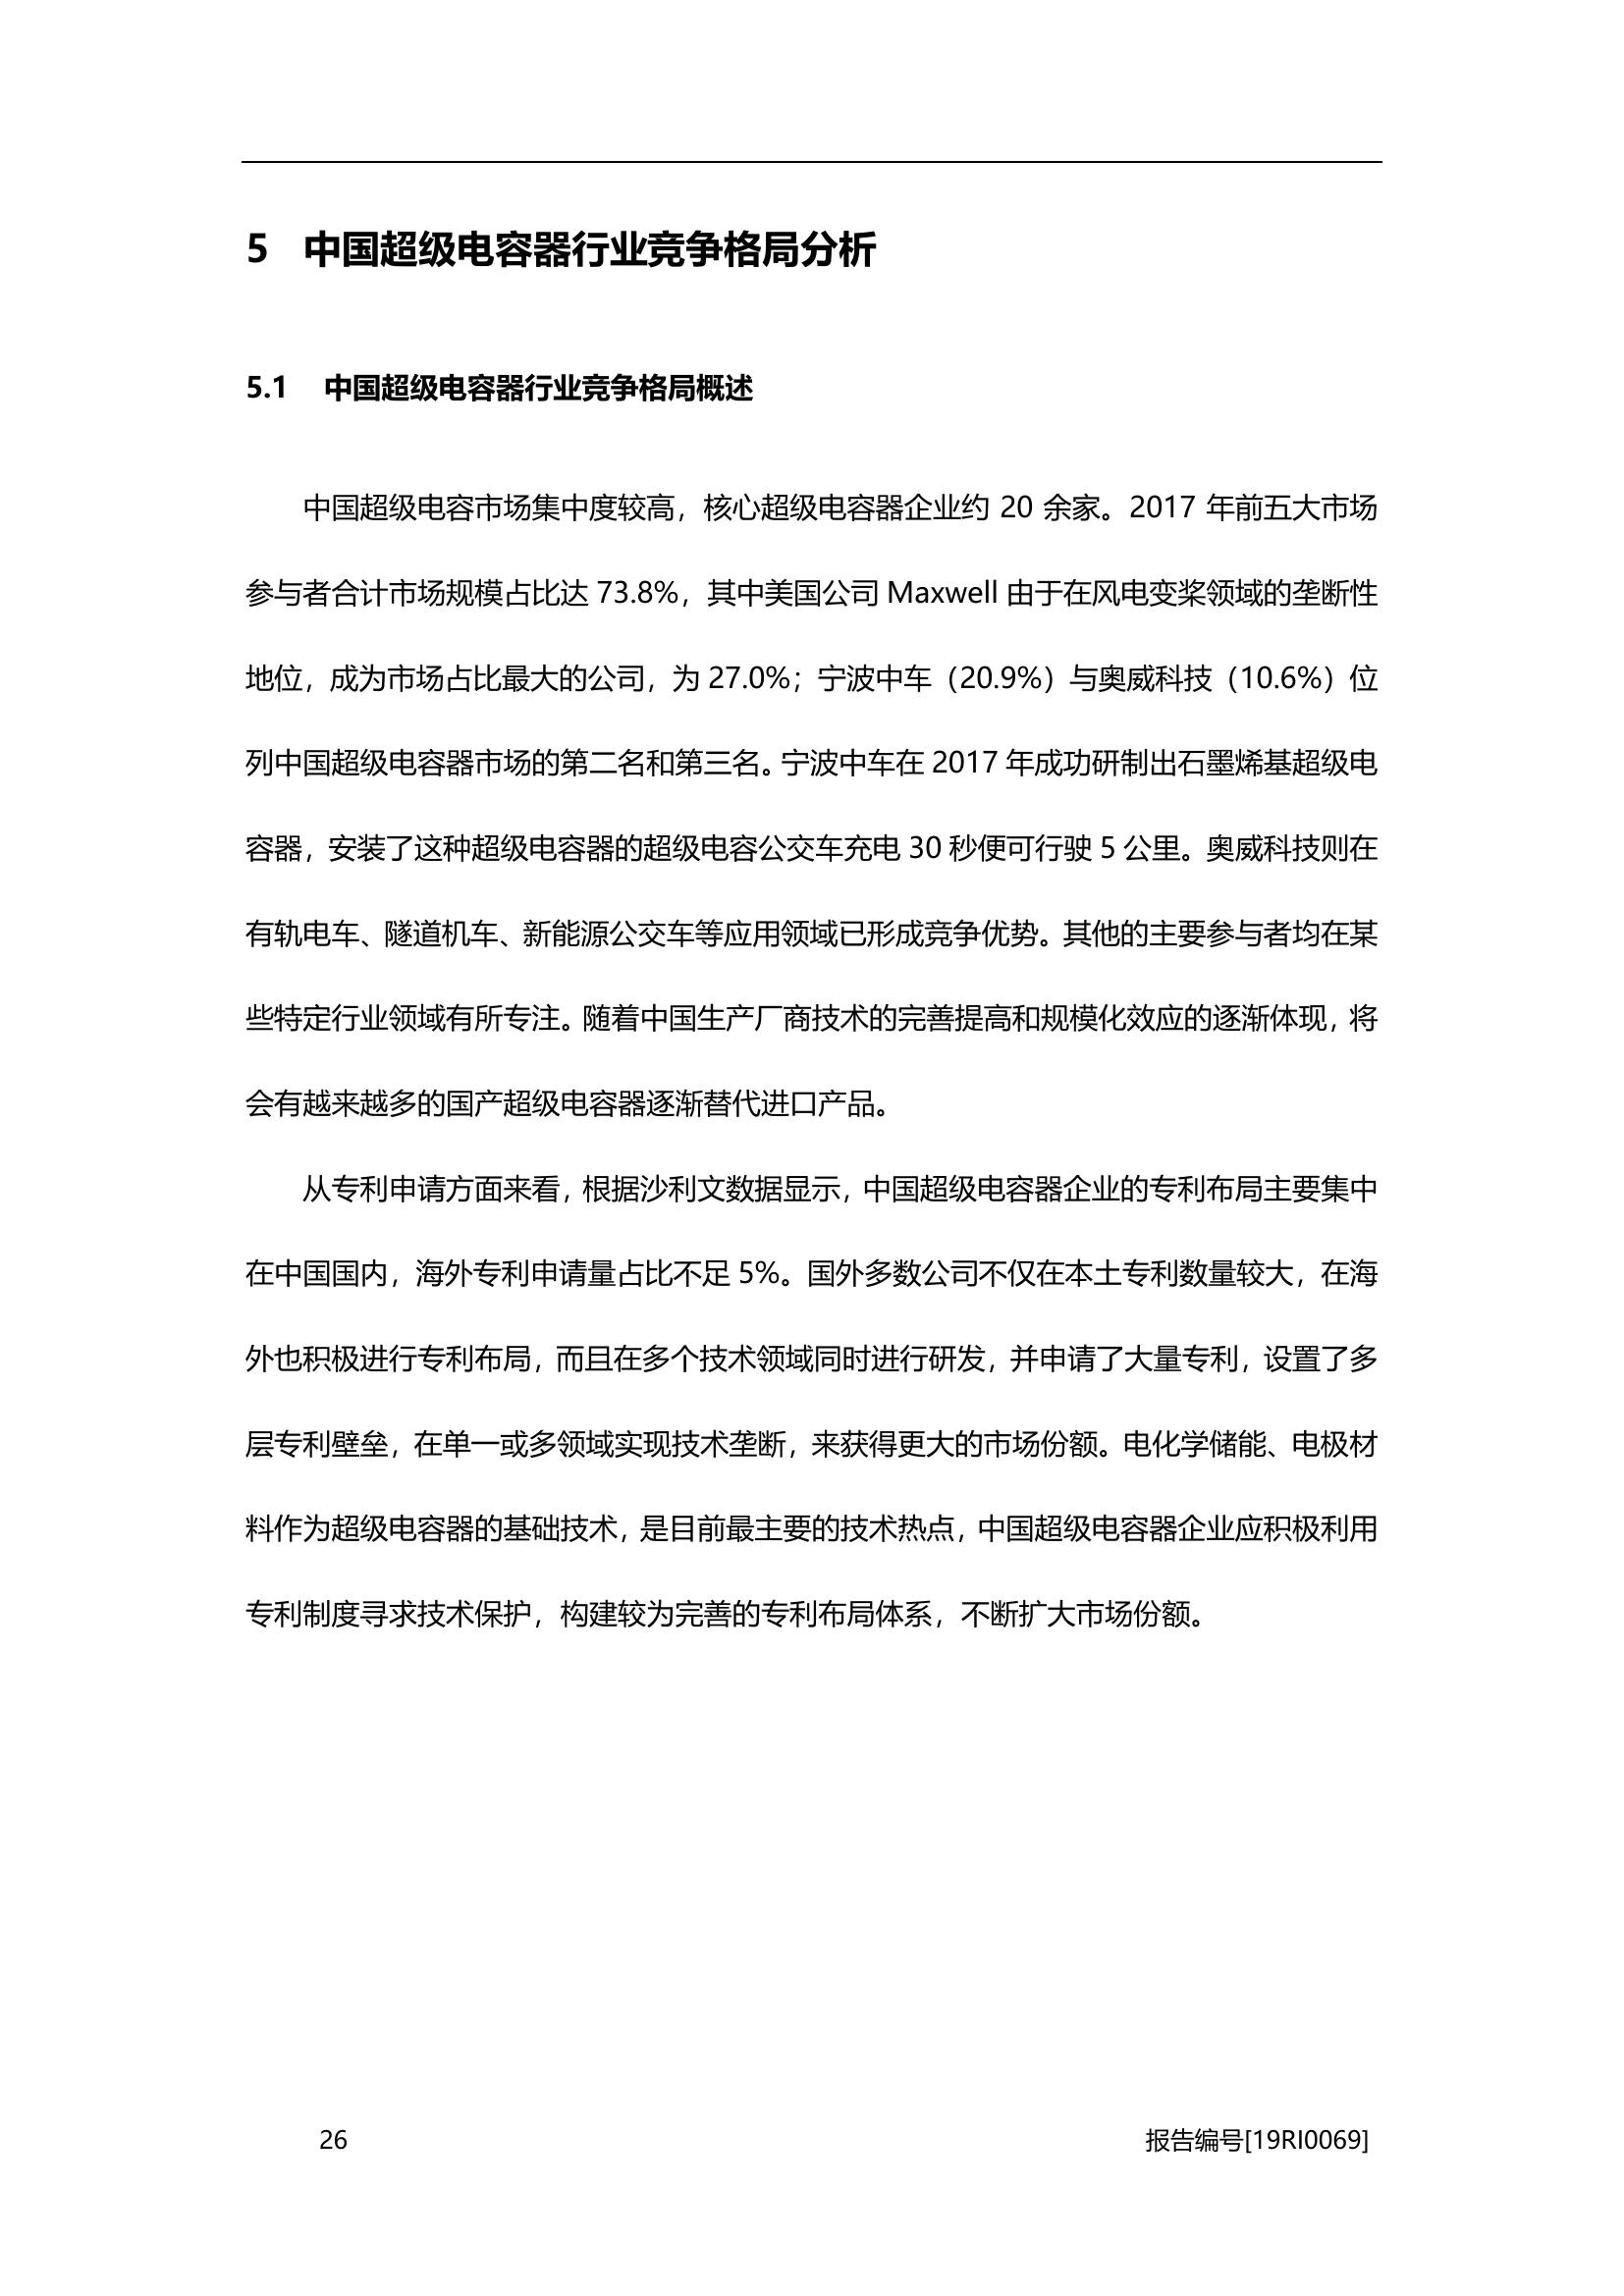 5 中国超级电容器行业竞争格局分析
5.1 中国超级电容器行业竞争格局概述
中国超级电容市场集中度较高，核心超级电容器企业约 20 余家。2017 年前五大市场
参与者合计市场规模占比达 73.8%，其中美国公司 Maxwell 由于在风电变桨领域的垄断性
地位，成为市场占比最大的公司，为 27.0%；宁波中车（20.9%）与奥威科技（10.6%）位
列中国超级电容器市场的第二名和第三名。宁波中车在 2017 年成功研制出石墨烯基超级电
容器，安装了这种超级电容器的超级电容公交车充电 30 秒便可行驶 5 公里。奥威科技则在
有轨电车、隧道机车、新能源公交车等应用领域已形成竞争优势。其他的主要参与者均在某
些特定行业领域有所专注。随着中国生产厂商技术的完善提高和规模化效应的逐渐体现，将
会有越来越多的国产超级电容器逐渐替代进口产品。
从专利申请方面来看，根据沙利文数据显示，中国超级电容器企业的专利布局主要集中
在中国国内，海外专利申请量占比不足 5%。国外多数公司不仅在本土专利数量较大，在海
外也积极进行专利布局，而且在多个技术领域同时进行研发，并申请了大量专利，设置了多
层专利壁垒，在单一或多领域实现技术垄断，来获得更大的市场份额。电化学储能、电极材
料作为超级电容器的基础技术，是目前最主要的技术热点，中国超级电容器企业应积极利用
专利制度寻求技术保护，构建较为完善的专利布局体系，不断扩大市场份额。
26 报告编号[19RI0069]